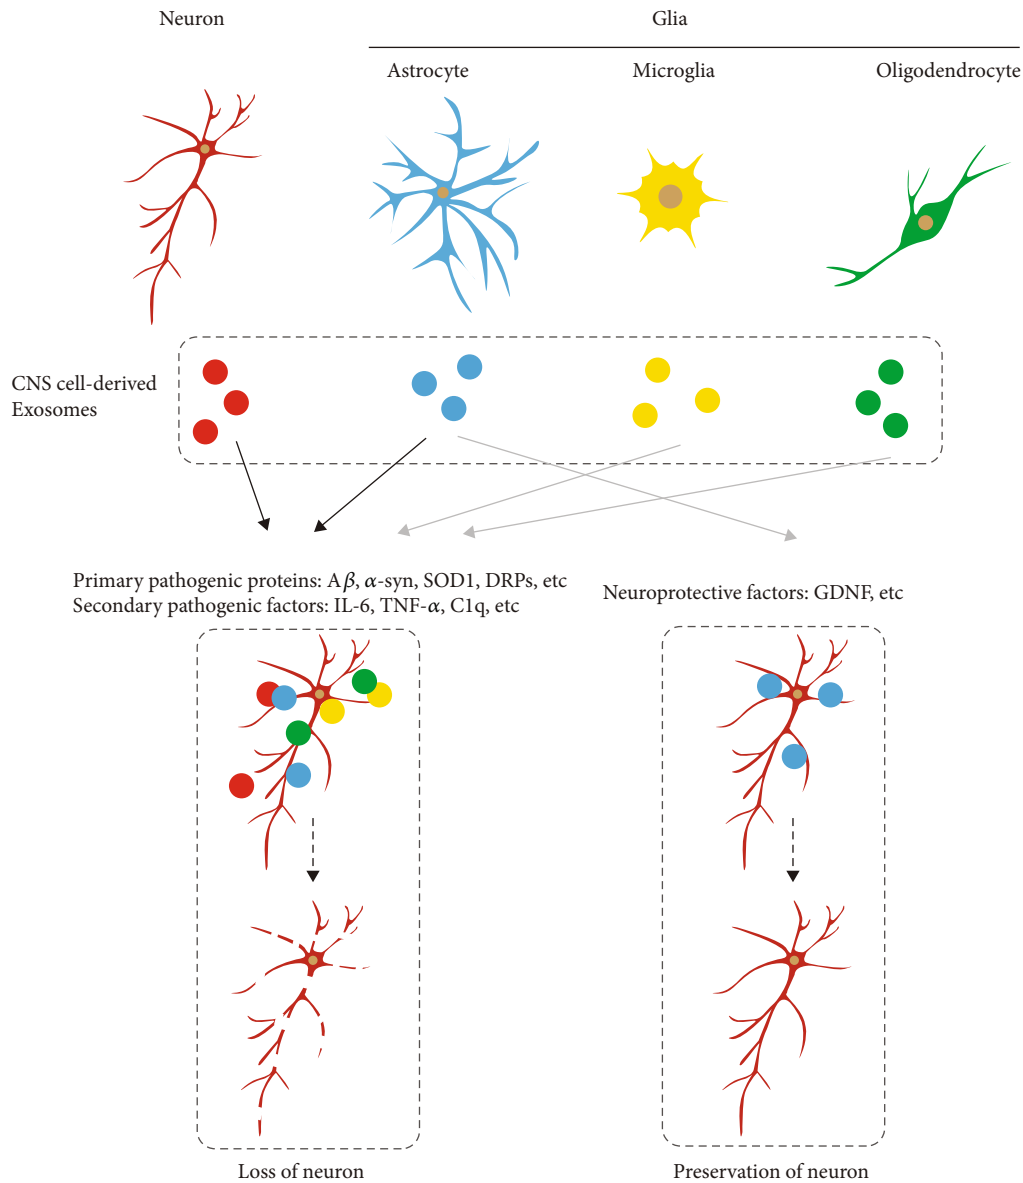 Neuron
Glia
Astrocyte
Microglia
Oligodendrocyte
CNS cell-derived
Exosomes
Primary pathogenic proteins: Aβ, α-syn, SOD1, DRPs, etc
Secondary pathogenic factors: IL-6, TNF-α, C1q, etc
Neuroprotective factors: GDNF, etc
Loss of neuron
Preservation of neuron